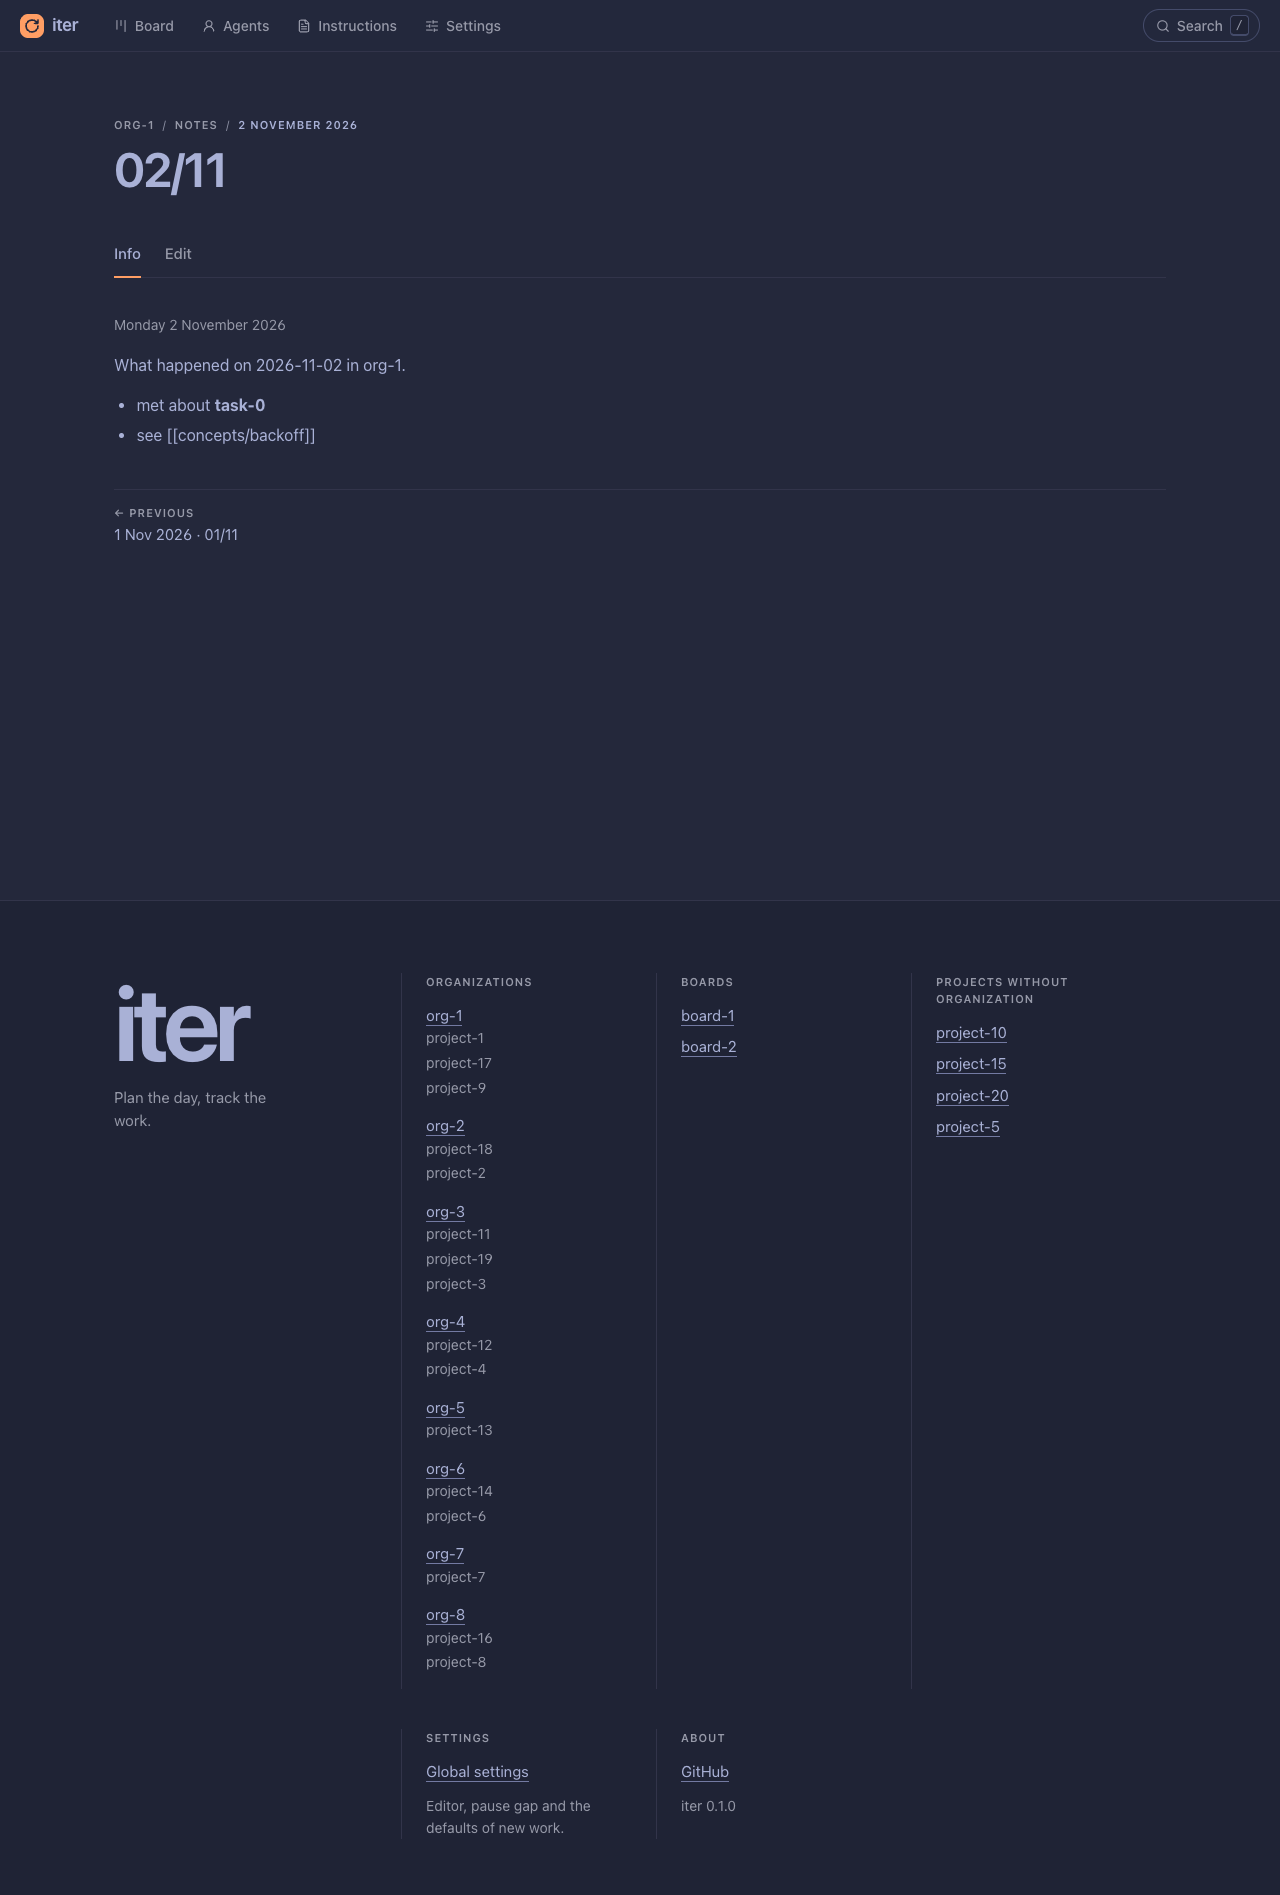 iter
Board
Agents
Instructions
Settings
Search /
ORG-1 / NOTES / 2 NOVEMBER 2026
02/11
Info
Edit
Monday 2 November 2026
What happened on 2026-11-02 in org-1.
• met about task-0
• see [[concepts/backoff]]
← PREVIOUS
1 Nov 2026 · 01/11
iter
Plan the day, track the
work.
ORGANIZATIONS
org-1
project-1
project-17
project-9
org-2
project-18
project-2
org-3
project-11
project-19
project-3
org-4
project-12
project-4
org-5
project-13
org-6
project-14
project-6
org-7
project-7
org-8
project-16
project-8
BOARDS
board-1
board-2
PROJECTS WITHOUT
ORGANIZATION
project-10
project-15
project-20
project-5
SETTINGS
Global settings
Editor, pause gap and the
defaults of new work.
ABOUT
GitHub
iter 0.1.0